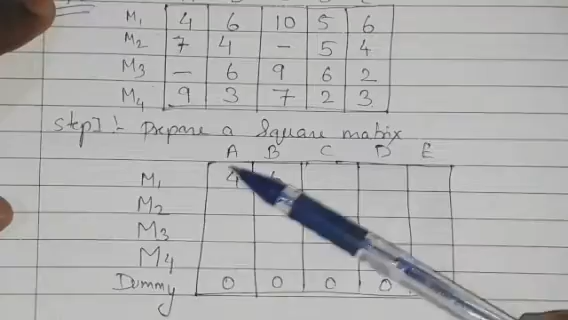 M1 4 6 10 5 6
M2 7 4 - 5 4
M3 - 6 9 6 2
M4 9 3 7 2 3
Step I :- Prepare a Square matrix
A B C D E
M1 4
M2
M3
M4
Dummy 0 0 0 0